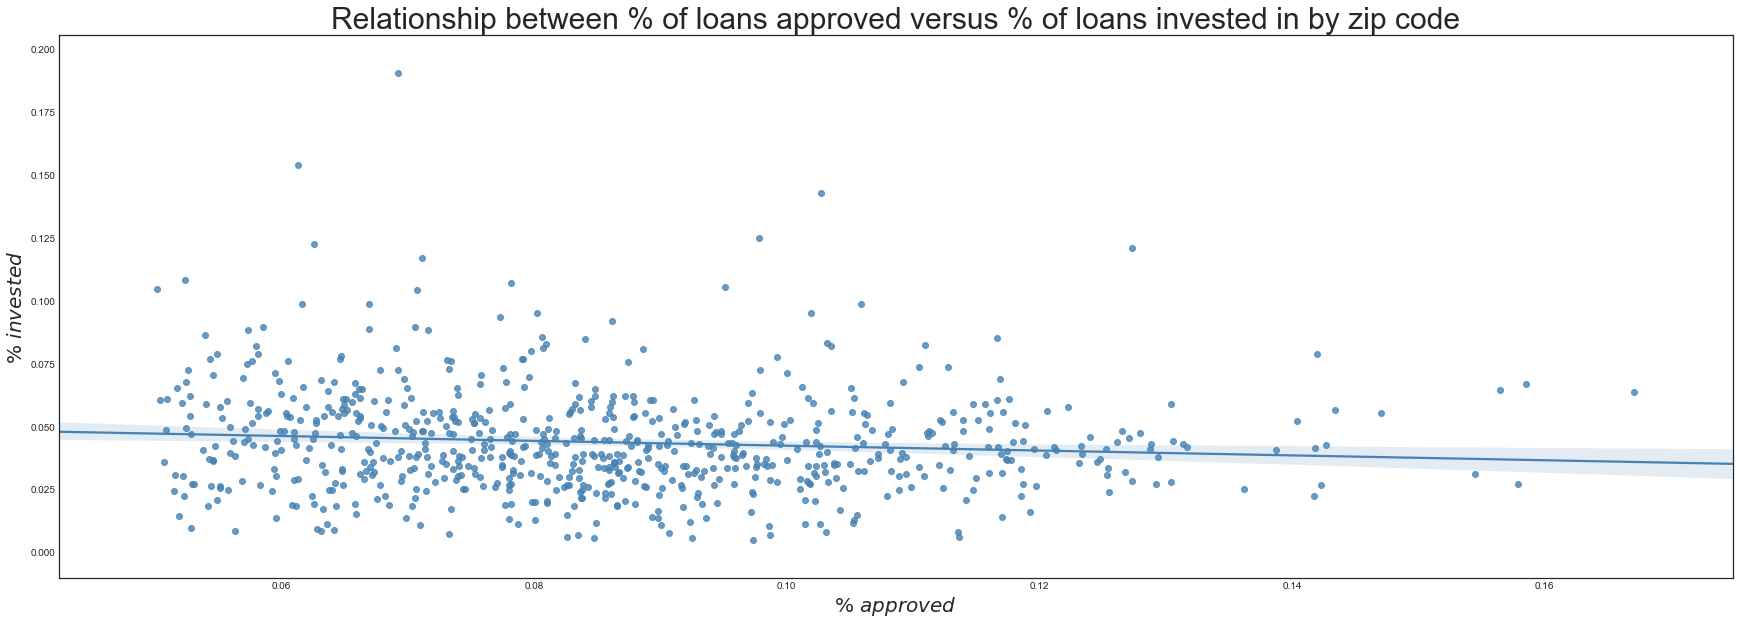 Relationship between % of loans approved versus % of loans invested in by zip code
% invested
0.200
0.175
0.150
0.125
0.100
0.075
0.050
0.025
0.000
0.06 0.08 0.10 0.12 0.14 0.16
% approved